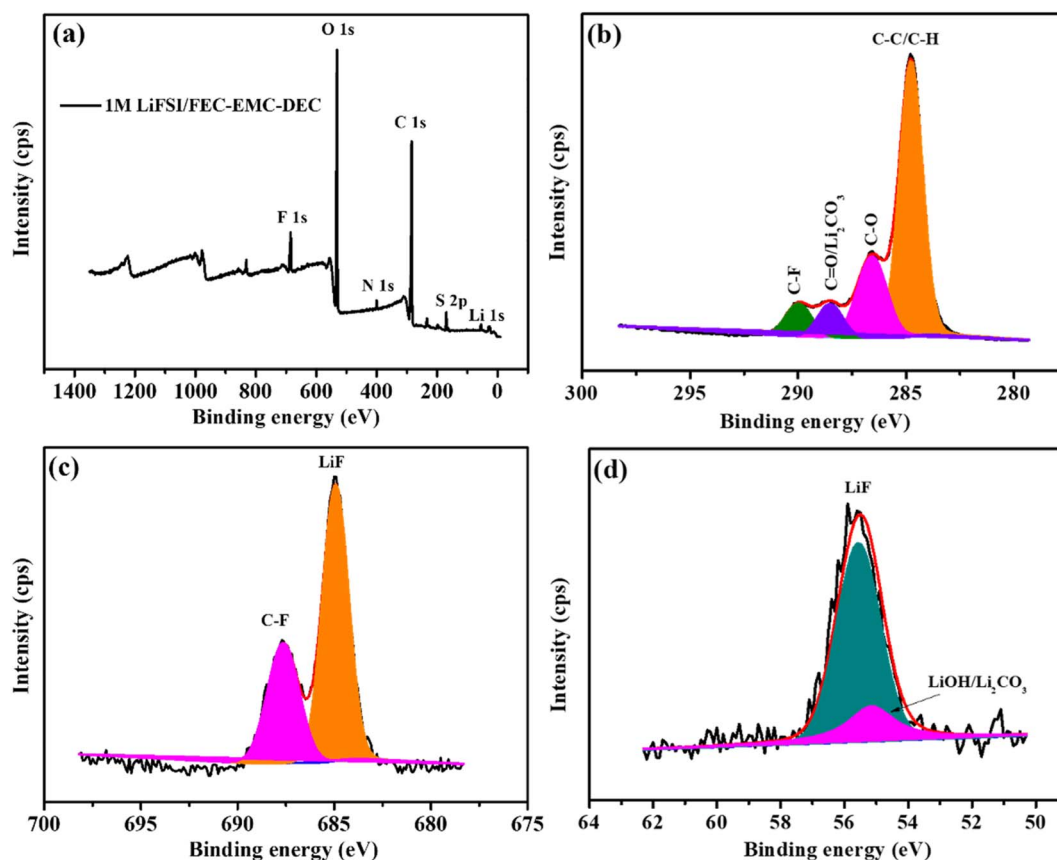 (a)
O 1s
1M LiFSI/FEC-EMC-DEC
C 1s
F 1s
N 1s
S 2p
Li 1s
Intensity (cps)
1400 1200 1000 800 600 400 200 0
Binding energy (eV)
(b)
C-C/C-H
C-F
C=O/Li₂CO₃
C-O
Intensity (cps)
300 295 290 285 280
Binding energy (eV)
(c)
LiF
C-F
Intensity (cps)
700 695 690 685 680 675
Binding energy (eV)
(d)
LiF
LiOH/Li₂CO₃
Intensity (cps)
64 62 60 58 56 54 52 50
Binding energy (eV)